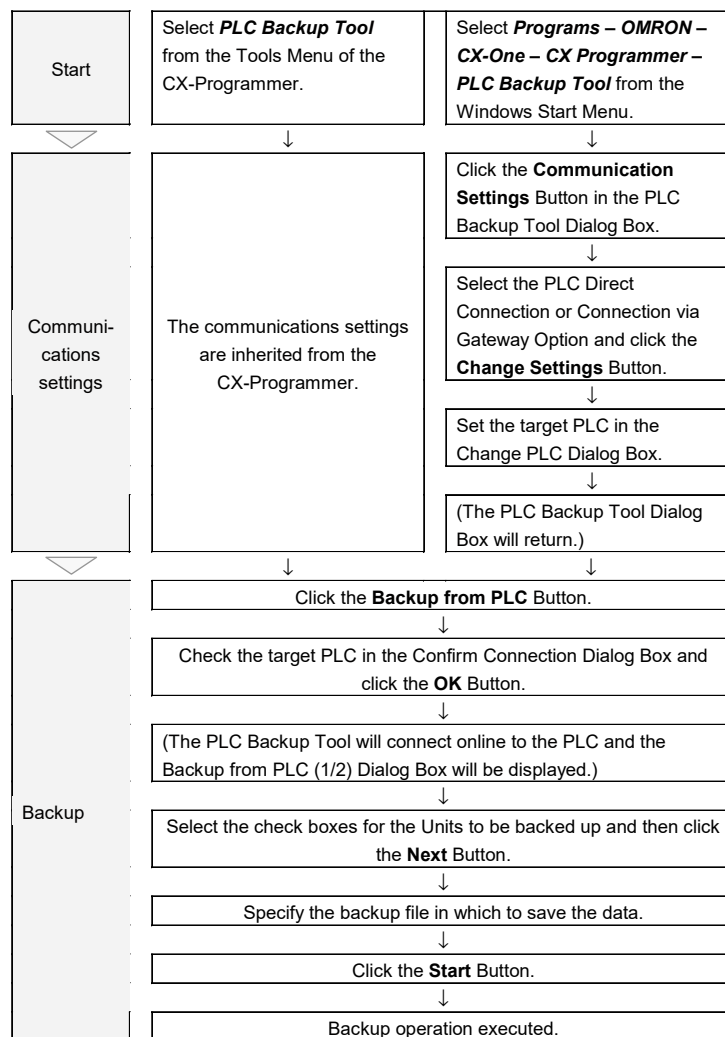 Start
Select PLC Backup Tool
from the Tools Menu of the
CX-Programmer.
Select Programs – OMRON –
CX-One – CX Programmer –
PLC Backup Tool from the
Windows Start Menu.
↓
↓
Communi-
cations
settings
The communications settings
are inherited from the
CX-Programmer.
Click the Communication
Settings Button in the PLC
Backup Tool Dialog Box.
↓
Select the PLC Direct
Connection or Connection via
Gateway Option and click the
Change Settings Button.
↓
Set the target PLC in the
Change PLC Dialog Box.
↓
(The PLC Backup Tool Dialog
Box will return.)
↓
↓
Backup
Click the Backup from PLC Button.
↓
Check the target PLC in the Confirm Connection Dialog Box and
click the OK Button.
↓
(The PLC Backup Tool will connect online to the PLC and the
Backup from PLC (1/2) Dialog Box will be displayed.)
↓
Select the check boxes for the Units to be backed up and then click
the Next Button.
↓
Specify the backup file in which to save the data.
↓
Click the Start Button.
↓
Backup operation executed.